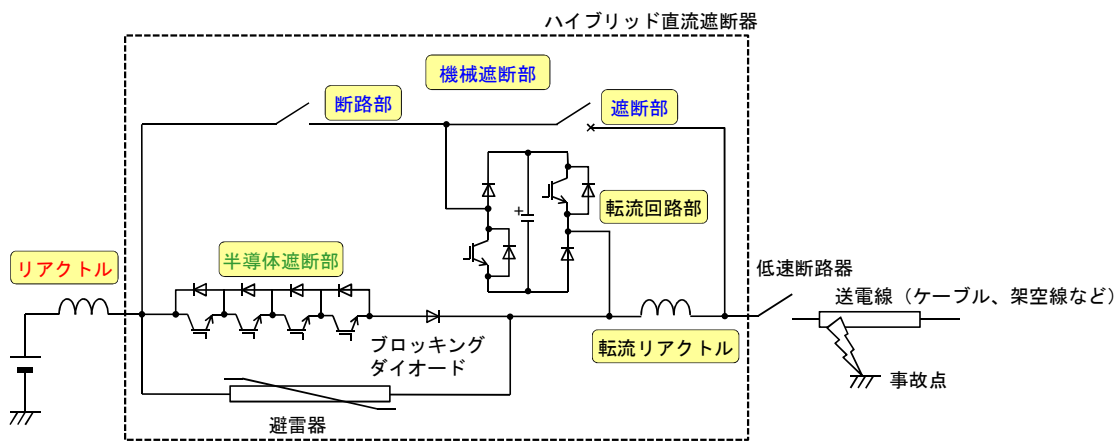 ハイブリッド直流遮断器
機械遮断部
断路部
遮断部
転流回路部
リアクトル
半導体遮断部
低速断路器
送電線（ケーブル、架空線など）
ブロッキング
ダイオード
転流リアクトル
事故点
避雷器